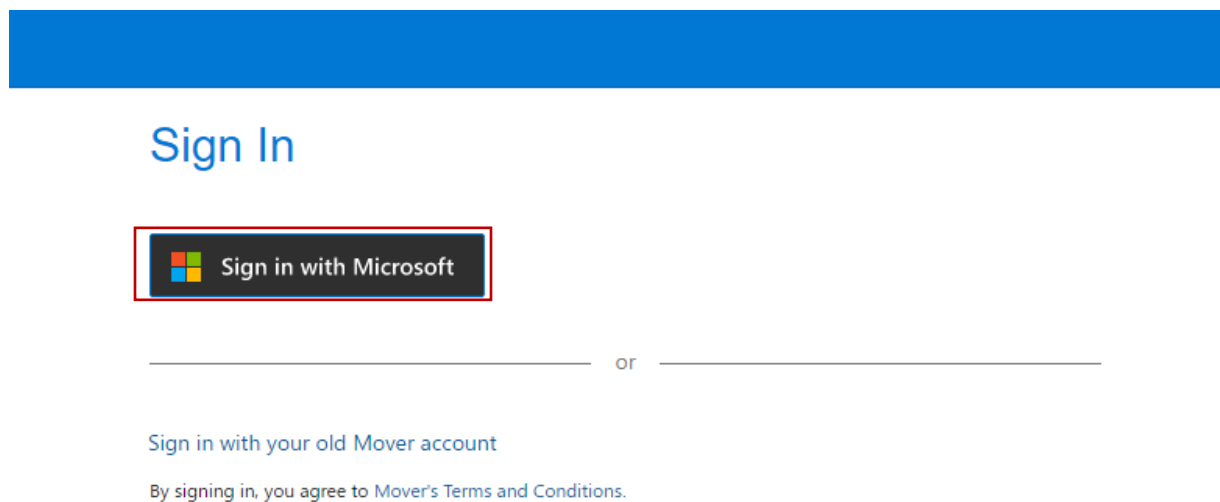 Sign In
Sign in with Microsoft
or
Sign in with your old Mover account
By signing in, you agree to Mover's Terms and Conditions.